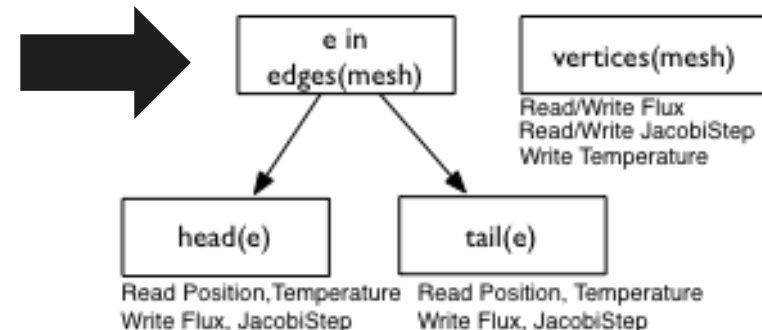 e in
edges(mesh)
vertices(mesh)
Read/Write Flux
Read/Write JacobiStep
Write Temperature
head(e)
tail(e)
Read Position,Temperature
Write Flux, JacobiStep
Read Position, Temperature
Write Flux, JacobiStep